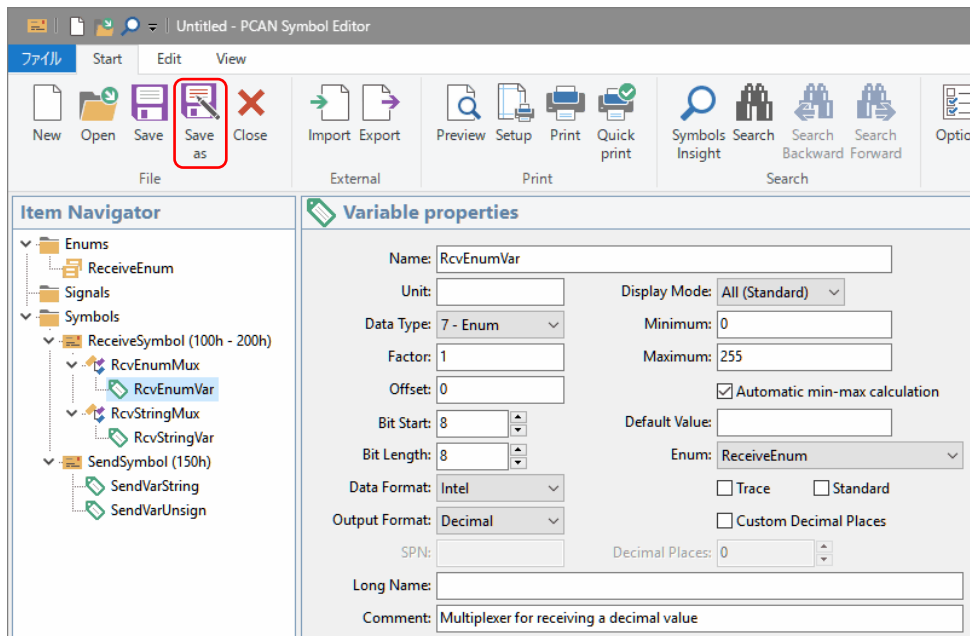 Untitled - PCAN Symbol Editor
ファイル Start Edit View
New Open Save Save as Close Import Export Preview Setup Print Quick print Symbols Insight Search Search Backward Search Forward
File External Print Search
Item Navigator
Enums
ReceiveEnum
Signals
Symbols
ReceiveSymbol (100h - 200h)
RcvEnumMux
RcvEnumVar
RcvStringMux
RcvStringVar
SendSymbol (150h)
SendVarString
SendVarUnsign
Variable properties
Name: RcvEnumVar
Unit: Display Mode: All (Standard)
Data Type: 7 - Enum Minimum: 0
Factor: 1 Maximum: 255
Offset: 0 Automatic min-max calculation
Bit Start: 8 Default Value:
Bit Length: 8 Enum: ReceiveEnum
Data Format: Intel Trace Standard
Output Format: Decimal Custom Decimal Places
SPN: Decimal Places: 0
Long Name:
Comment: Multiplexer for receiving a decimal value